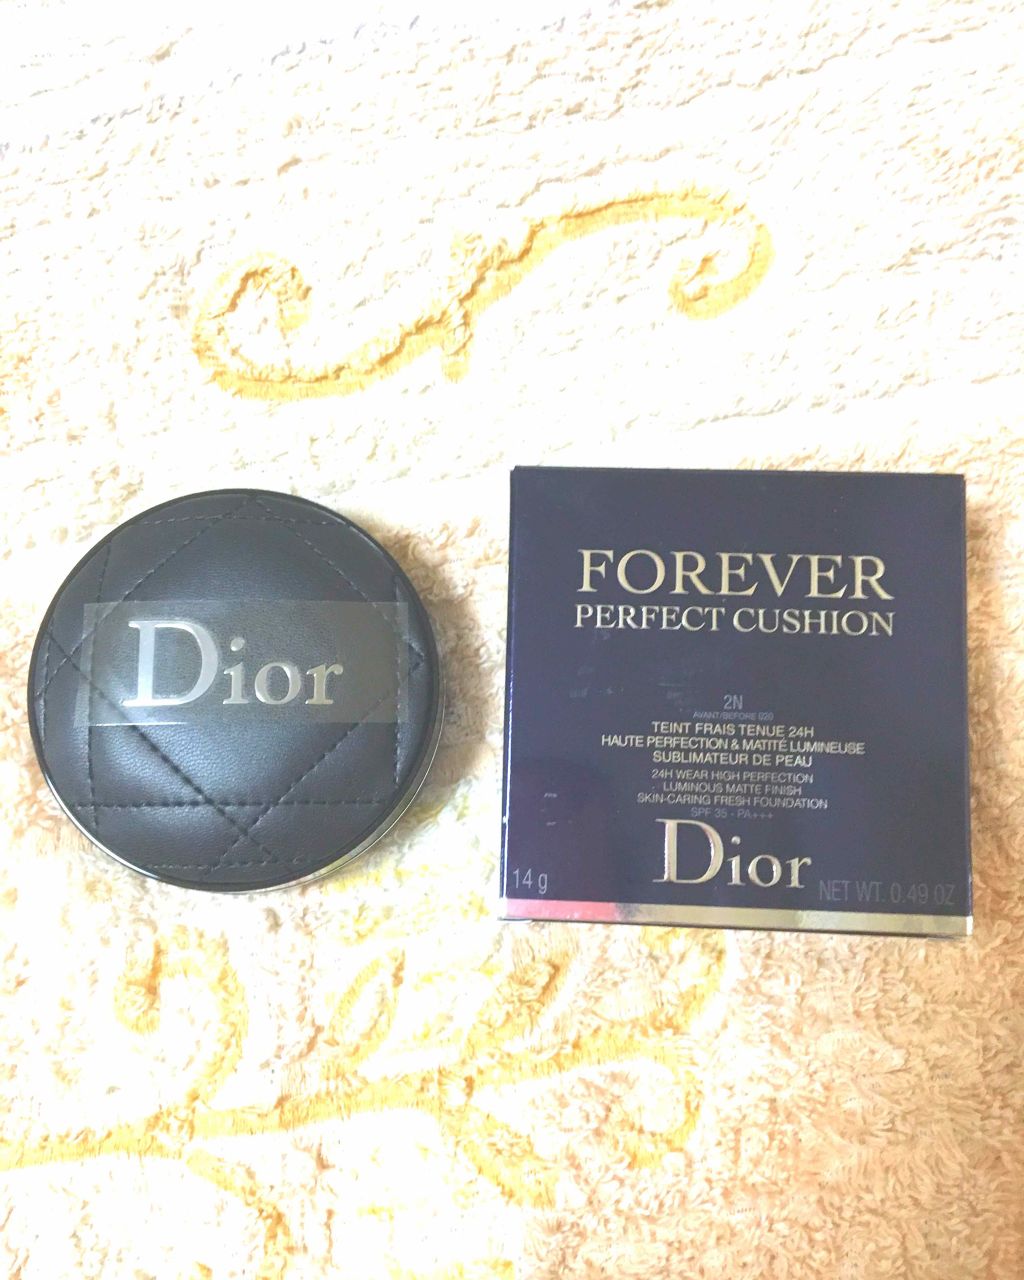 Dior
FOREVER
PERFECT CUSHION
2N
AVANT/BEFORE 020
TEINT FRAIS TENUE 24H
HAUTE PERFECTION & MATITÉ LUMINEUSE
SUBLIMATEUR DE PEAU
24H WEAR HIGH PERFECTION
LUMINOUS MATTE FINISH
SKIN-CARING FRESH FOUNDATION
SPF 35 - PA+++
Dior
14 g
NET WT. 0.49 OZ